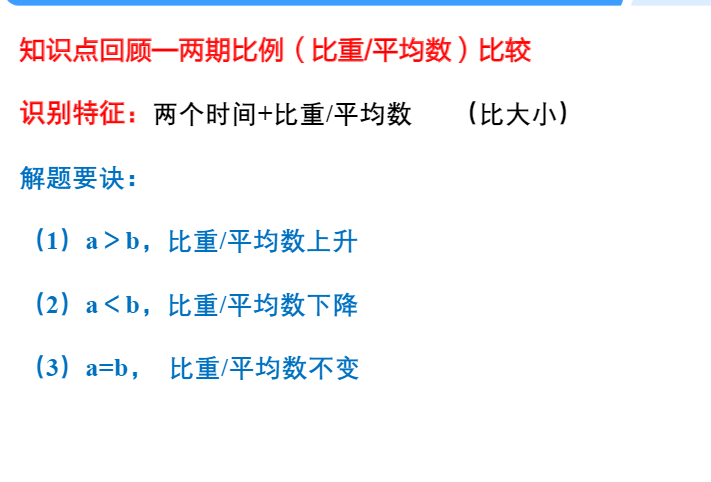 知识点回顾—两期比例（比重/平均数）比较
识别特征：两个时间+比重/平均数 （比大小）
解题要诀：
（1）a＞b，比重/平均数上升
（2）a＜b，比重/平均数下降
（3）a=b， 比重/平均数不变